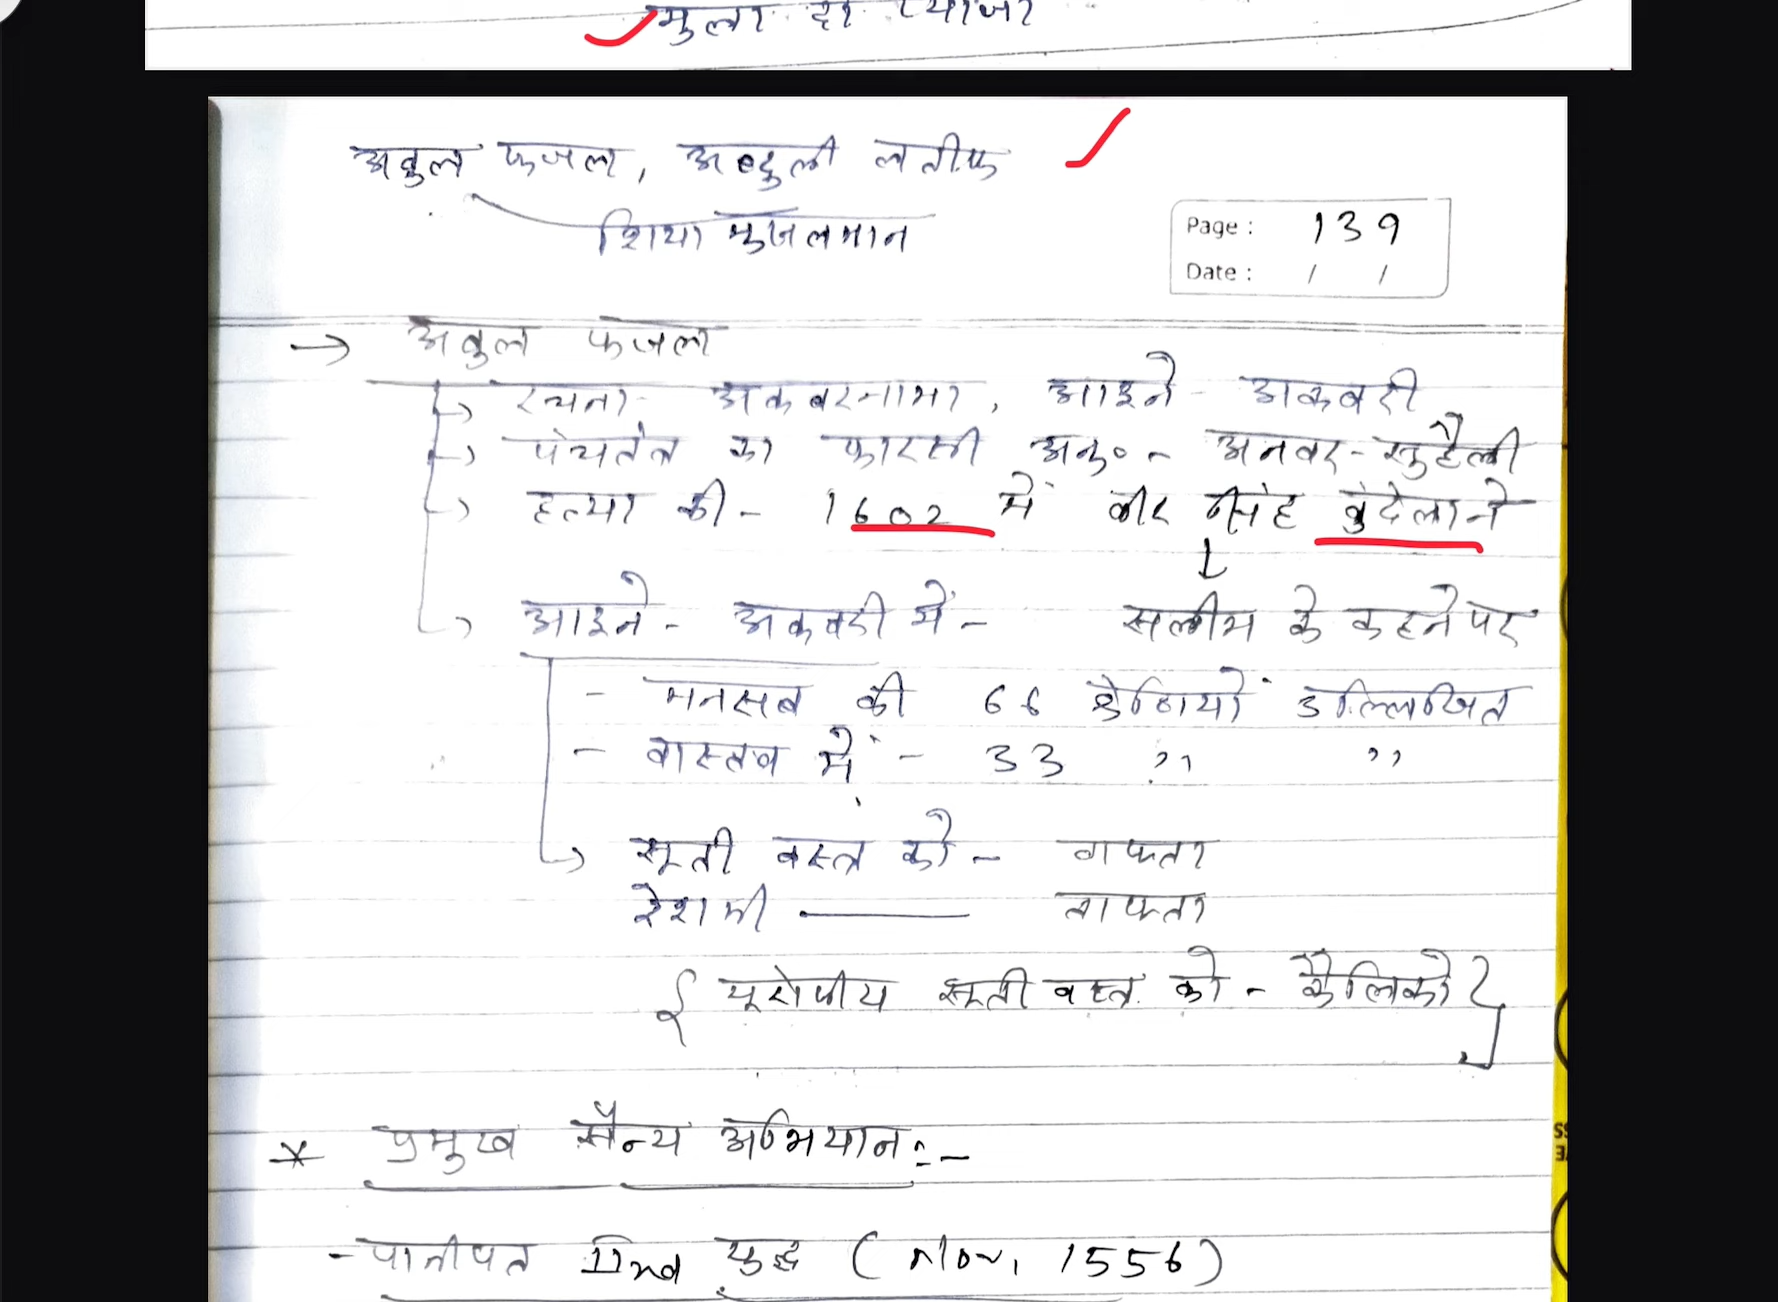 मुल्ला दो प्याजा
अबुल फजल, अब्दुली लतीफ
शिया मुसलमान
Page : 139
Date : / /
→ अबुल फजल
→ रचना - अकबरनामा, आइने - अकबरी
→ पंचतंत्र का फारसी अनु० - अनवर - सुहैली
→ हत्या की - 1602 में वीर सिंह बुंदेला ने
↓
→ आइने - अकबरी में - सलीम के कहने पर
- मनसब की 66 श्रेणियों उल्लिखित
- वास्तव में - 33 ,, ,,
→ सूती वस्त्र को - बाफ्ता
रेशमी —— ताफ्ता
{ यूरोपीय सूती वस्त्र को - कैलिको }
* प्रमुख सैन्य अभियान :-
- पानीपत IInd युद्ध ( Nov, 1556)